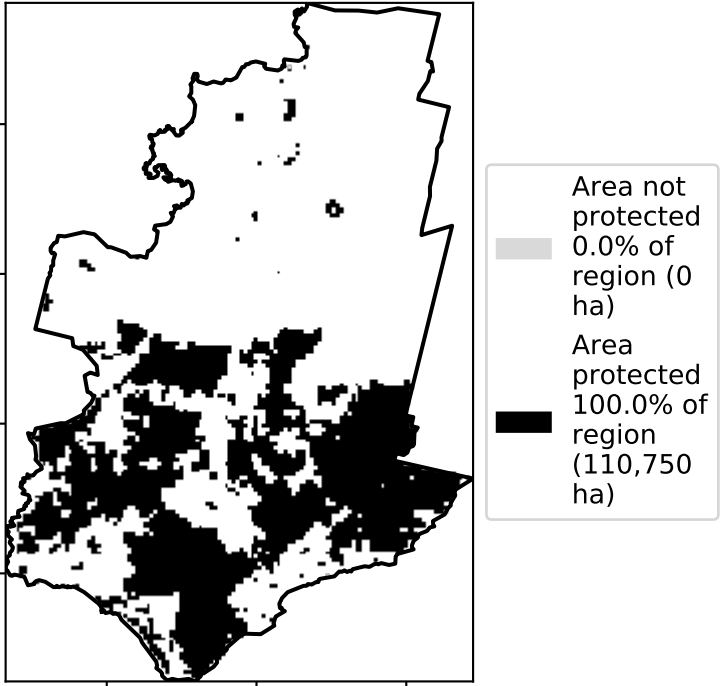 Area not
protected
0.0% of
region (0
ha)
Area
protected
100.0% of
region
(110,750
ha)